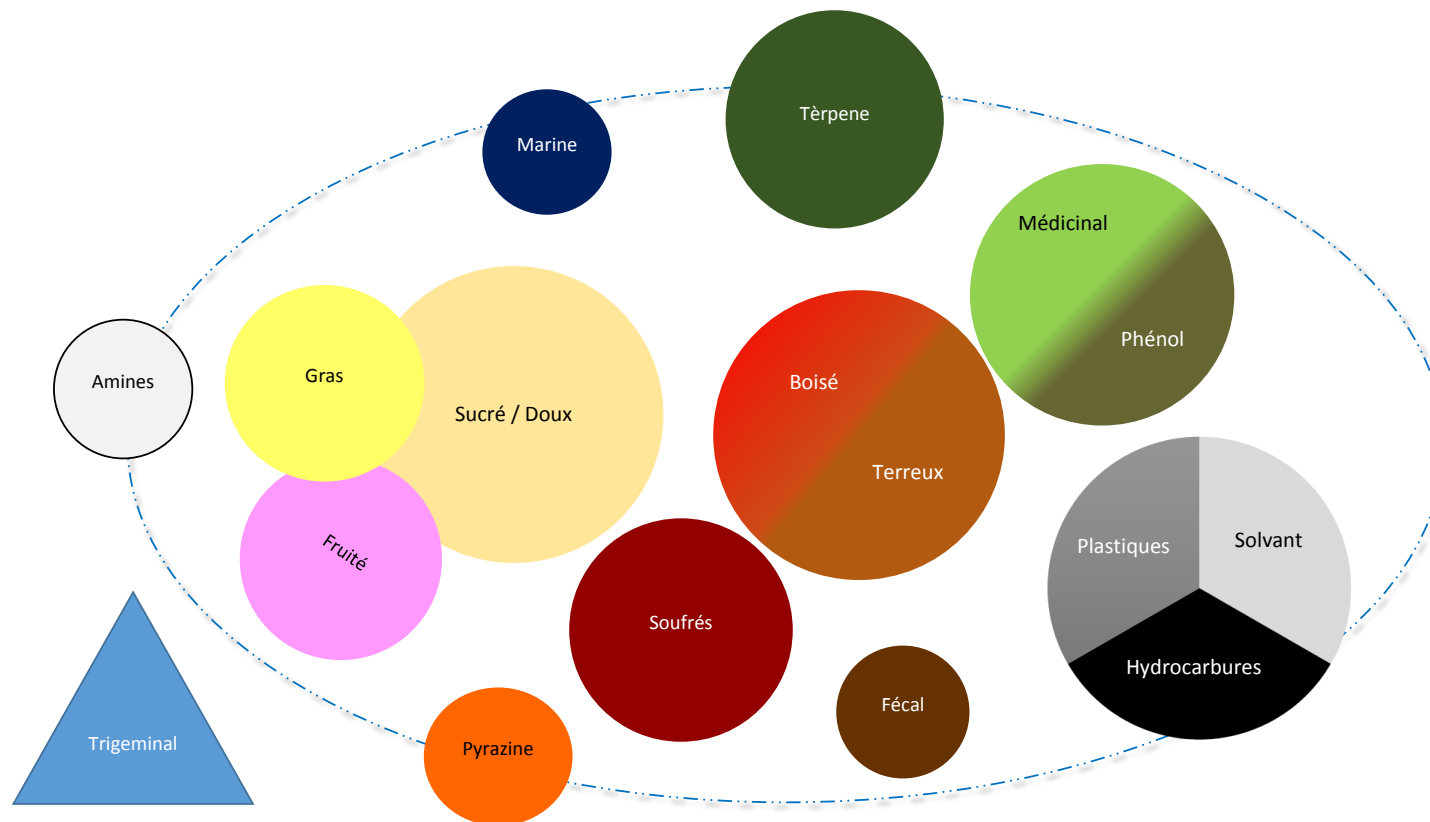 Tèrpene
Marine
Médicinal
Phénol
Amines
Gras
Sucré / Doux
Boisé
Terreux
Fruité
Plastiques
Solvant
Soufrés
Hydrocarbures
Fécal
Trigeminal
Pyrazine